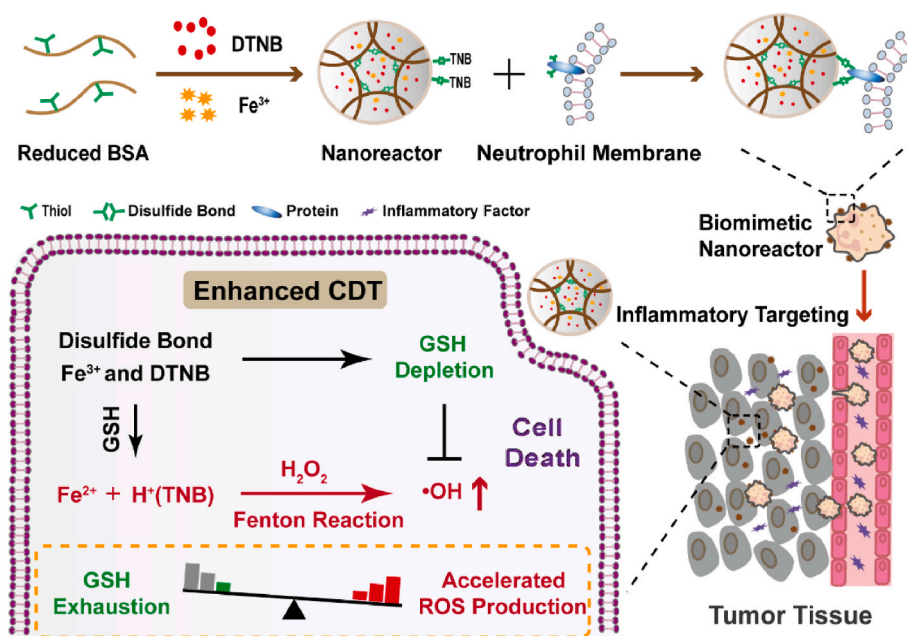 DTNB
Fe³⁺
TNB
TNB
Reduced BSA
Nanoreactor
Neutrophil Membrane
Thiol
Disulfide Bond
Protein
Inflammatory Factor
Biomimetic
Nanoreactor
Inflammatory Targeting
Enhanced CDT
Disulfide Bond
Fe³⁺ and DTNB
GSH
Depletion
GSH
Cell
Death
Fe²⁺ + H⁺(TNB)
H₂O₂
Fenton Reaction
•OH
GSH
Exhaustion
Accelerated
ROS Production
Tumor Tissue